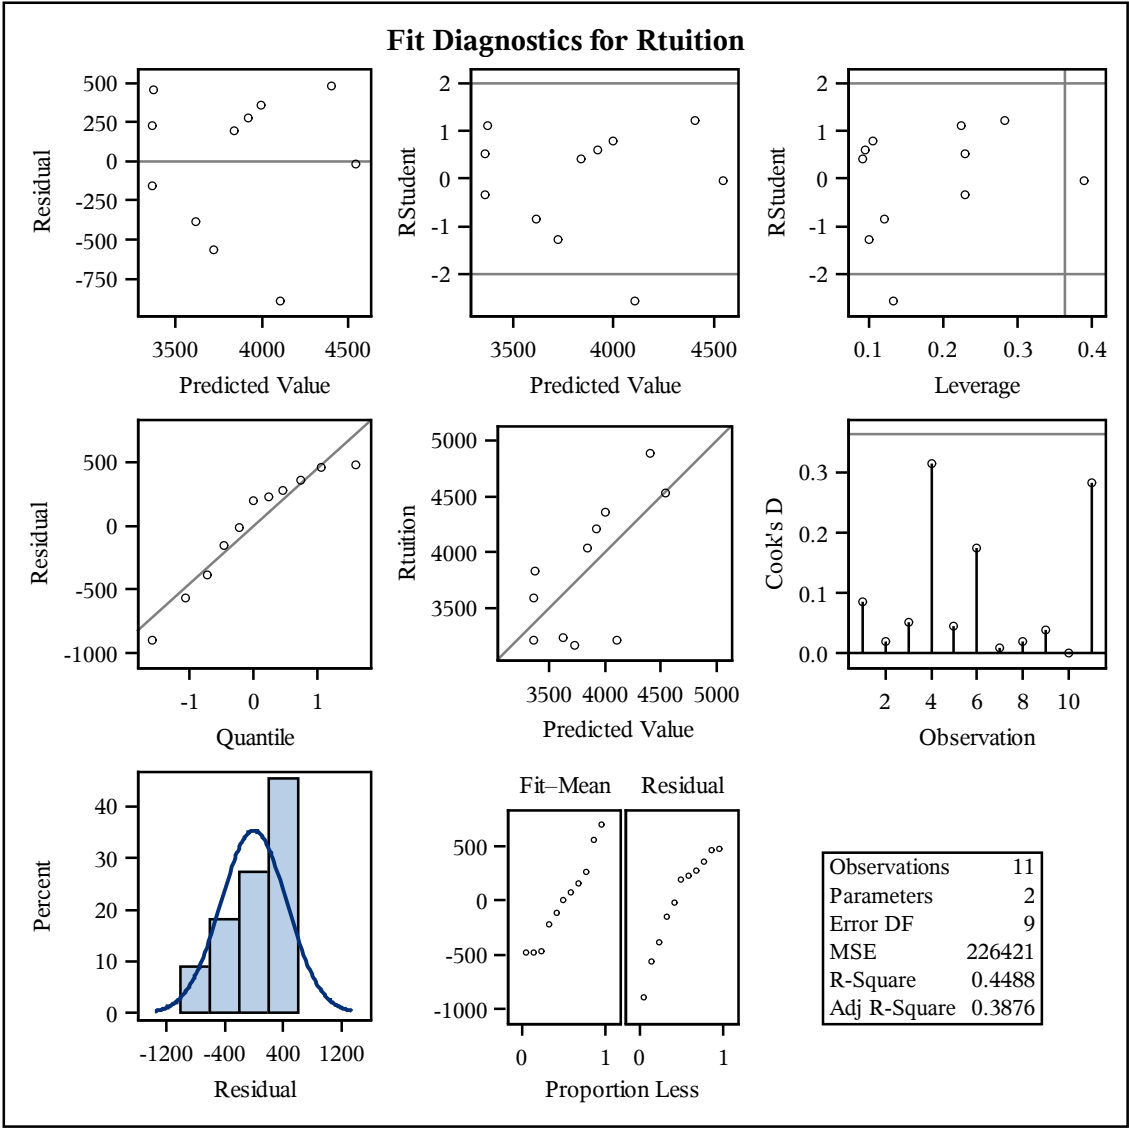 Fit Diagnostics for Rtuition
500
250
0
-250
-500
-750
Residual
3500 4000 4500
Predicted Value
2
1
0
-1
-2
RStudent
3500 4000 4500
Predicted Value
2
1
0
-1
-2
RStudent
0.1 0.2 0.3 0.4
Leverage
500
0
-500
-1000
Residual
-1 0 1
Quantile
5000
4500
4000
3500
Rtuition
3500 4000 4500 5000
Predicted Value
0.3
0.2
0.1
0.0
Cook's D
2 4 6 8 10
Observation
40
30
20
10
0
Percent
-1200 -400 400 1200
Residual
Fit–Mean Residual
500
0
-500
-1000
0 1 0 1
Proportion Less
Observations 11
Parameters 2
Error DF 9
MSE 226421
R-Square 0.4488
Adj R-Square 0.3876